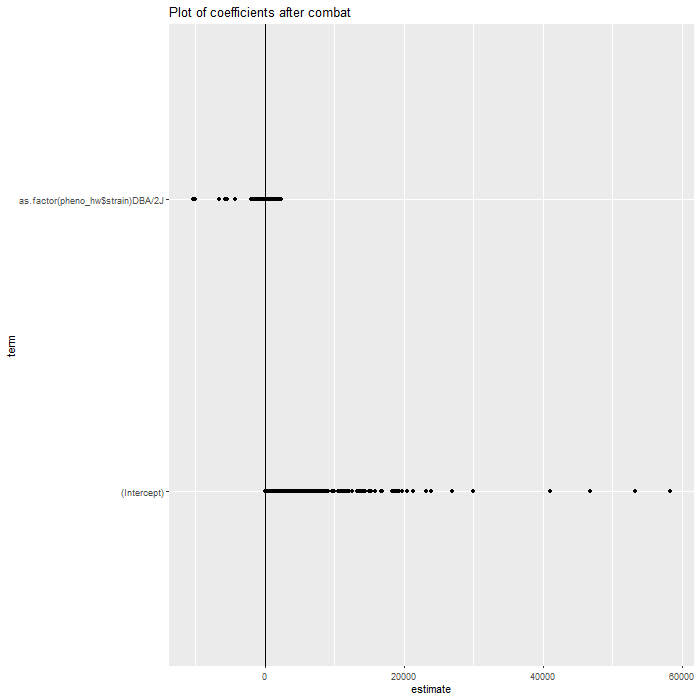 Plot of coefficients after combat
as.factor(pheno_hw$strain)DBA/2J
term
(Intercept)
0
20000
40000
60000
estimate